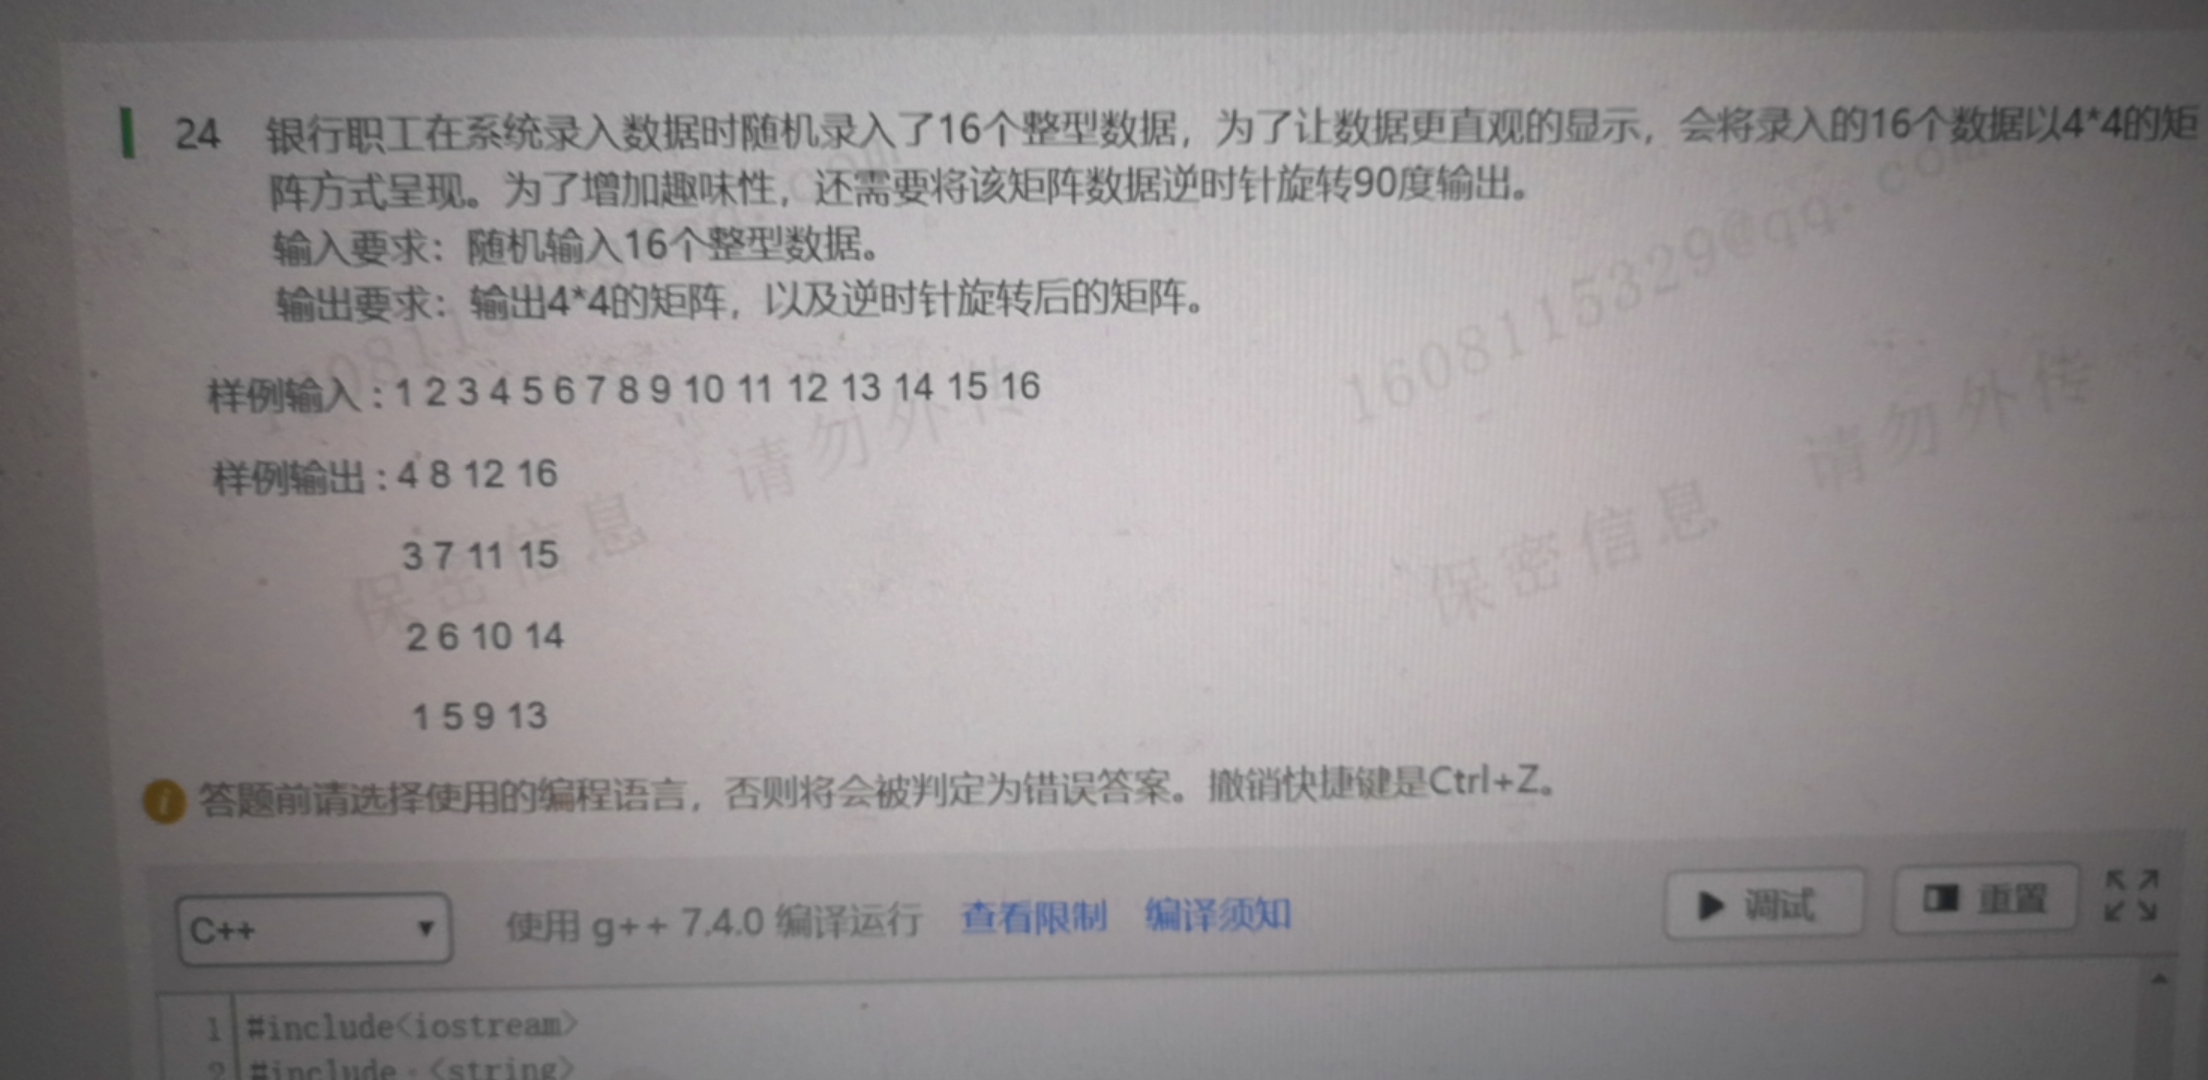 24 银行职工在系统录入数据时随机录入了16个整型数据，为了让数据更直观的显示，会将录入的16个数据以4*4的矩
阵方式呈现。为了增加趣味性，还需要将该矩阵数据逆时针旋转90度输出。
输入要求：随机输入16个整型数据。
输出要求：输出4*4的矩阵，以及逆时针旋转后的矩阵。
样例输入 : 1 2 3 4 5 6 7 8 9 10 11 12 13 14 15 16
样例输出 : 4 8 12 16
3 7 11 15
2 6 10 14
1 5 9 13
1608115329@qq.com
保密信息 请勿外传
保密信息 请勿外传
i 答题前请选择使用的编程语言，否则将会被判定为错误答案。撤销快捷键是Ctrl+Z。
C++ 使用 g++ 7.4.0 编译运行 查看限制 编译须知 调试 重置
1 #include<iostream>
2 #include <string>